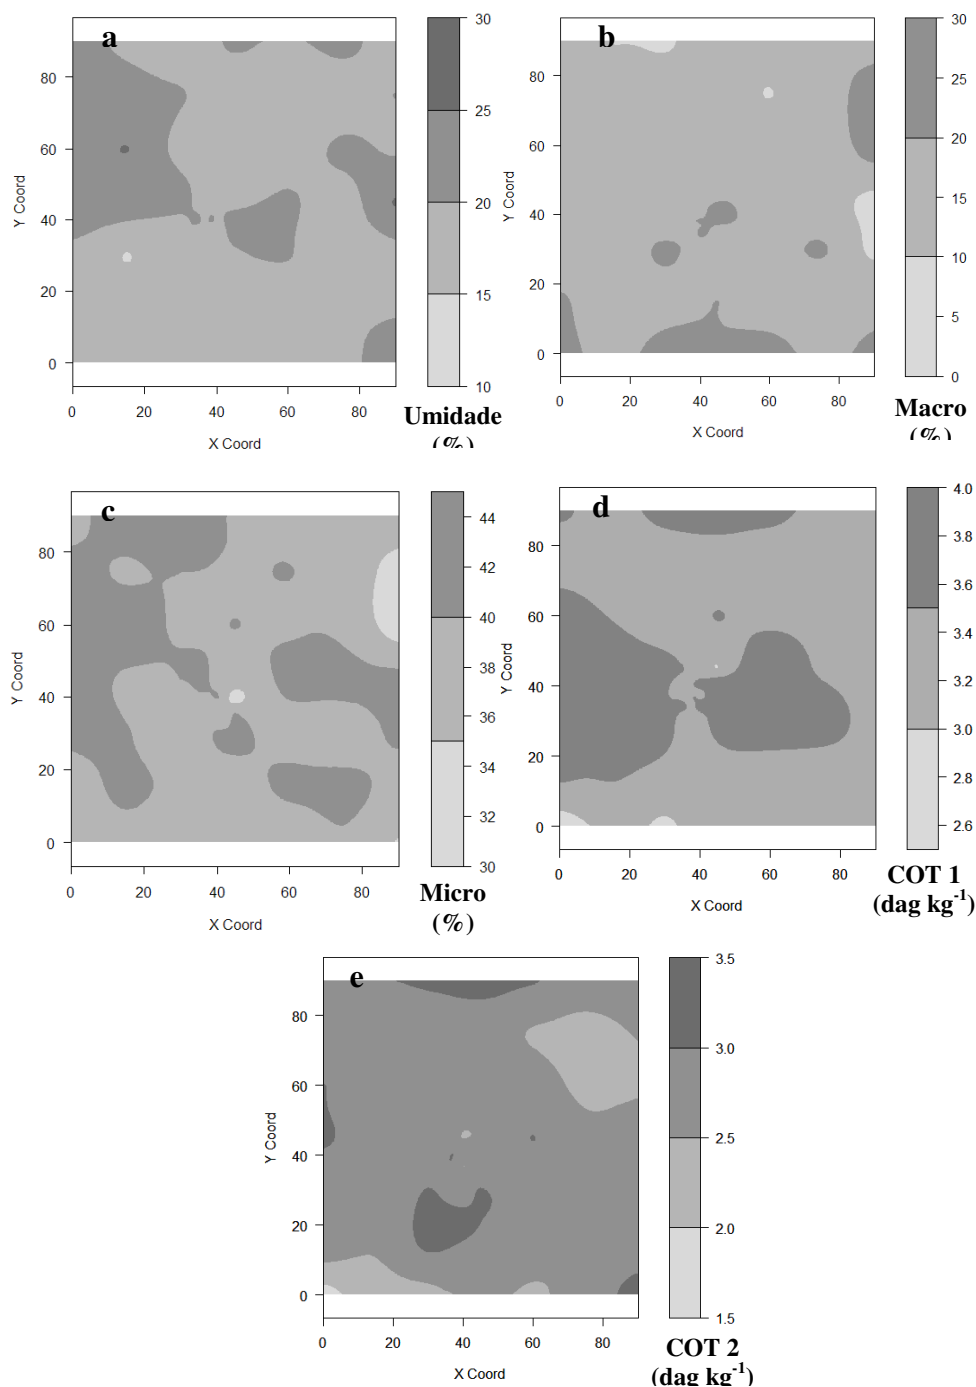 a
80
60
40
20
0
0 20 40 60 80
X Coord
Y Coord
30
25
20
15
10
Umidade
(%)
b
80
60
40
20
0
0 20 40 60 80
X Coord
Y Coord
30
25
20
15
10
5
0
Macro
(%)
c
80
60
40
20
0
0 20 40 60 80
X Coord
Y Coord
44
42
40
38
36
34
32
30
Micro
(%)
d
80
60
40
20
0
0 20 40 60 80
X Coord
Y Coord
4.0
3.8
3.6
3.4
3.2
3.0
2.8
2.6
COT 1
(dag kg⁻¹)
e
80
60
40
20
0
0 20 40 60 80
X Coord
Y Coord
3.5
3.0
2.5
2.0
1.5
COT 2
(dag kg⁻¹)